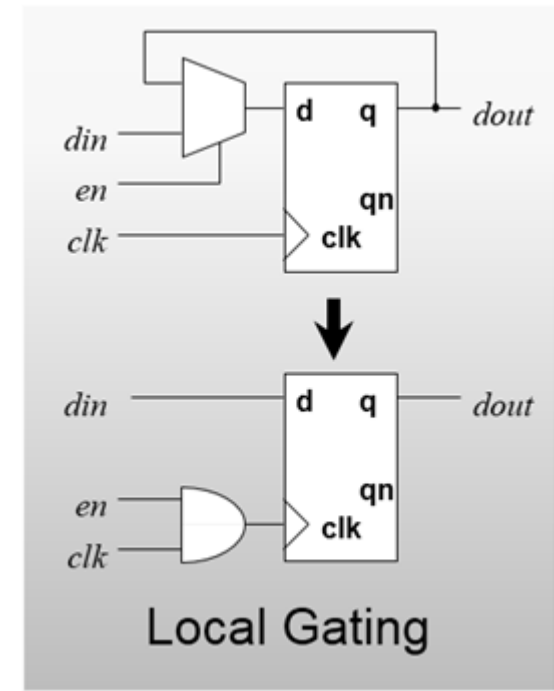 d q dout
din
en
qn
clk clk
din d q dout
qn
en
clk
clk
Local Gating